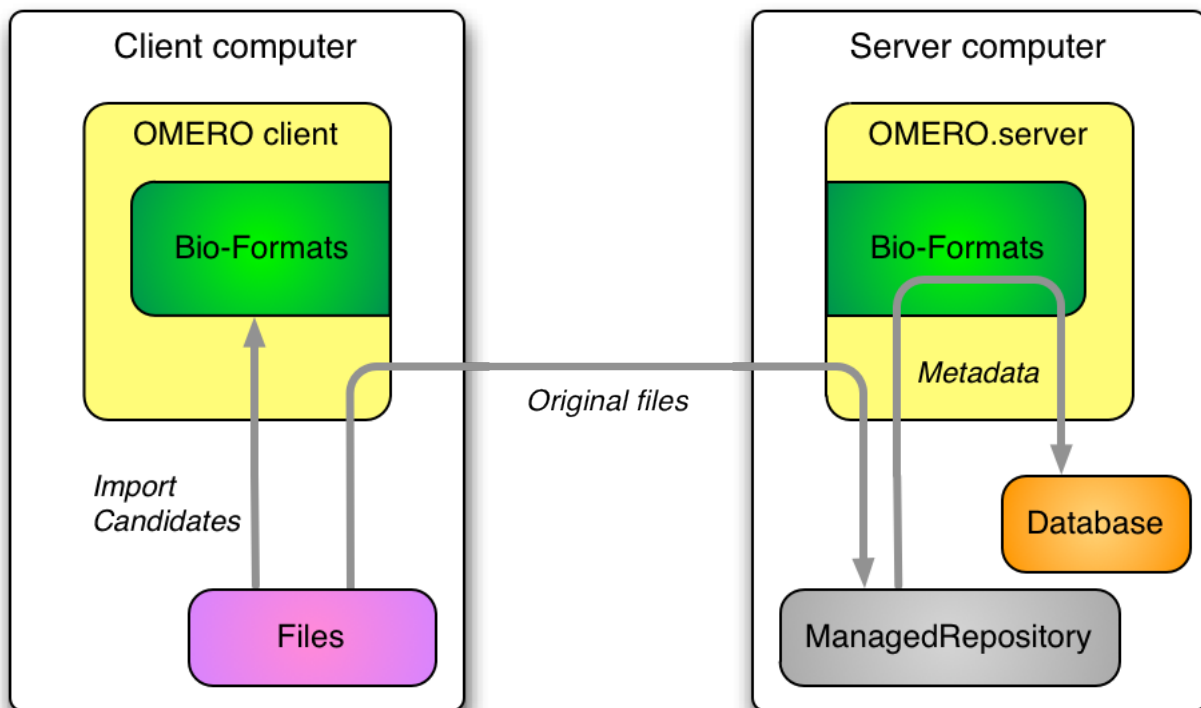 Client computer
OMERO client
Bio-Formats
Import
Candidates
Files
Original files
Server computer
OMERO.server
Bio-Formats
Metadata
Database
ManagedRepository